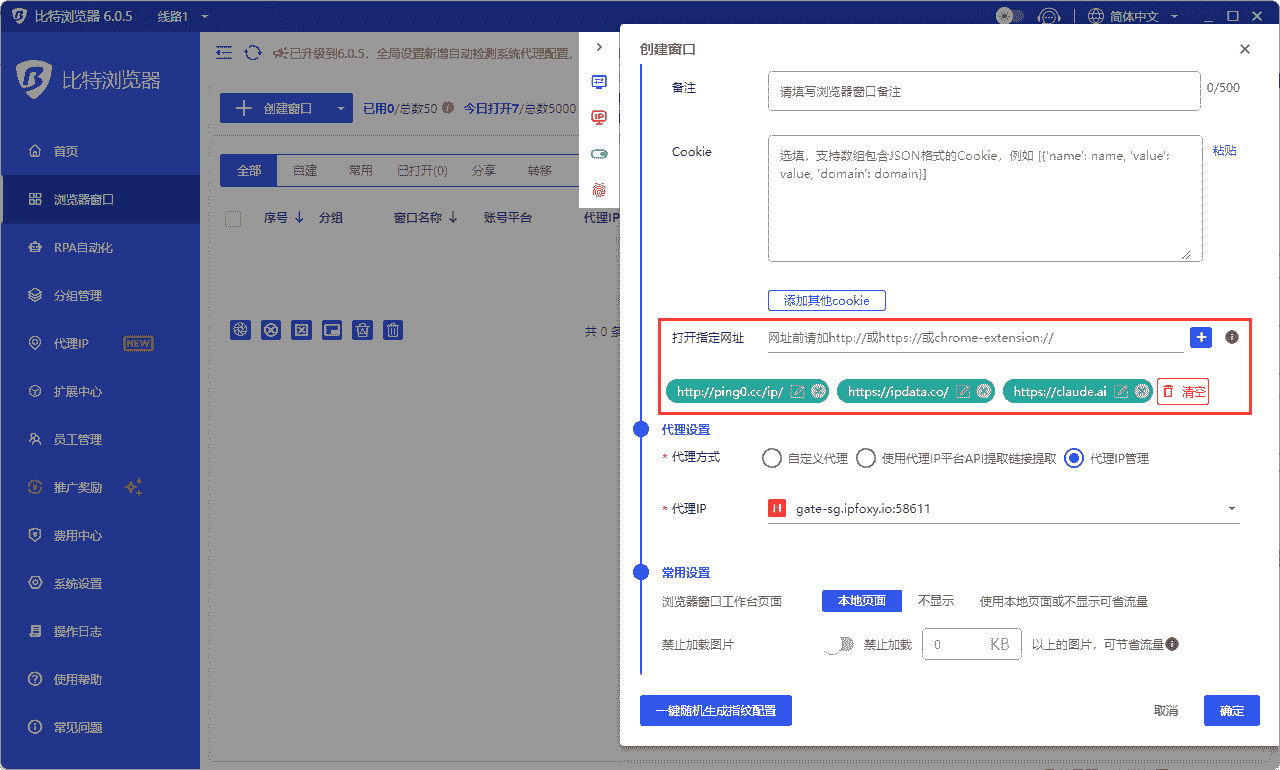 比特浏览器 6.0.5 线路1 简体中文
比特浏览器
首页
浏览器窗口
RPA自动化
分组管理
代理IP NEW
扩展中心
员工管理
推广奖励
费用中心
系统设置
操作日志
使用帮助
常见问题
已升级到6.0.5，全局设置新增自动检测系统代理配置，
创建窗口 已用0/总数50 今日打开7/总数5000
全部 自建 常用 已打开(0) 分享 转移
序号 分组 窗口名称 账号平台 代理IP
共 0 条
IP
创建窗口
备注 请填写浏览器窗口备注 0/500
Cookie 选填，支持数组包含JSON格式的Cookie，例如 [{'name': name, 'value': 粘贴
value, 'domain': domain}]
添加其他cookie
打开指定网址 网址前请加http://或https://或chrome-extension://
http://ping0.cc/ip/ https://ipdata.co/ https://claude.ai 清空
代理设置
* 代理方式 自定义代理 使用代理IP平台API提取链接提取 代理IP管理
* 代理IP gate-sg.ipfoxy.io:58611
常用设置
浏览器窗口工作台页面 本地页面 不显示 使用本地页面或不显示可省流量
禁止加载图片 禁止加载 0 KB 以上的图片，可节省流量
一键随机生成指纹配置 取消 确定